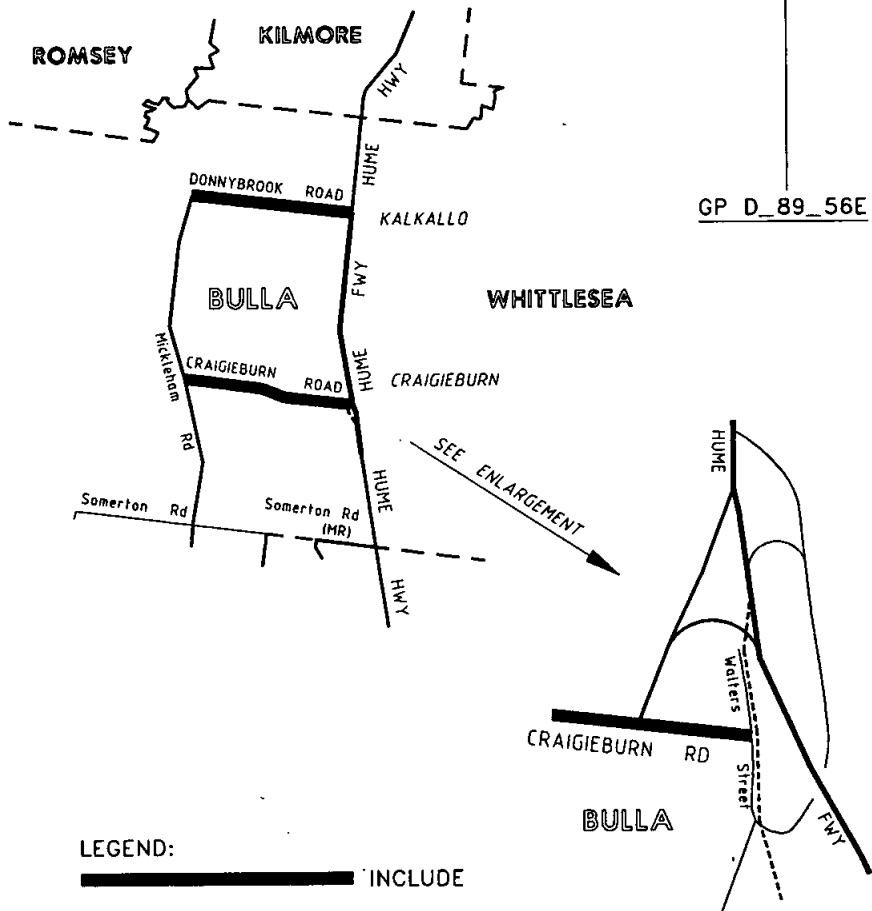 ROMSEY
KILMORE
HWY
HUME
DONNYBROOK ROAD
KALKALLO
GP D_89_56E
FWY
BULLA
WHITTLESEA
Mickleham Rd
HUME
CRAIGIEBURN ROAD
CRAIGIEBURN
SEE ENLARGEMENT
HUME
HUME
Somerton Rd
Somerton Rd
(MR)
HWY
Walters Street
CRAIGIEBURN RD
BULLA
FWY
LEGEND:
INCLUDE